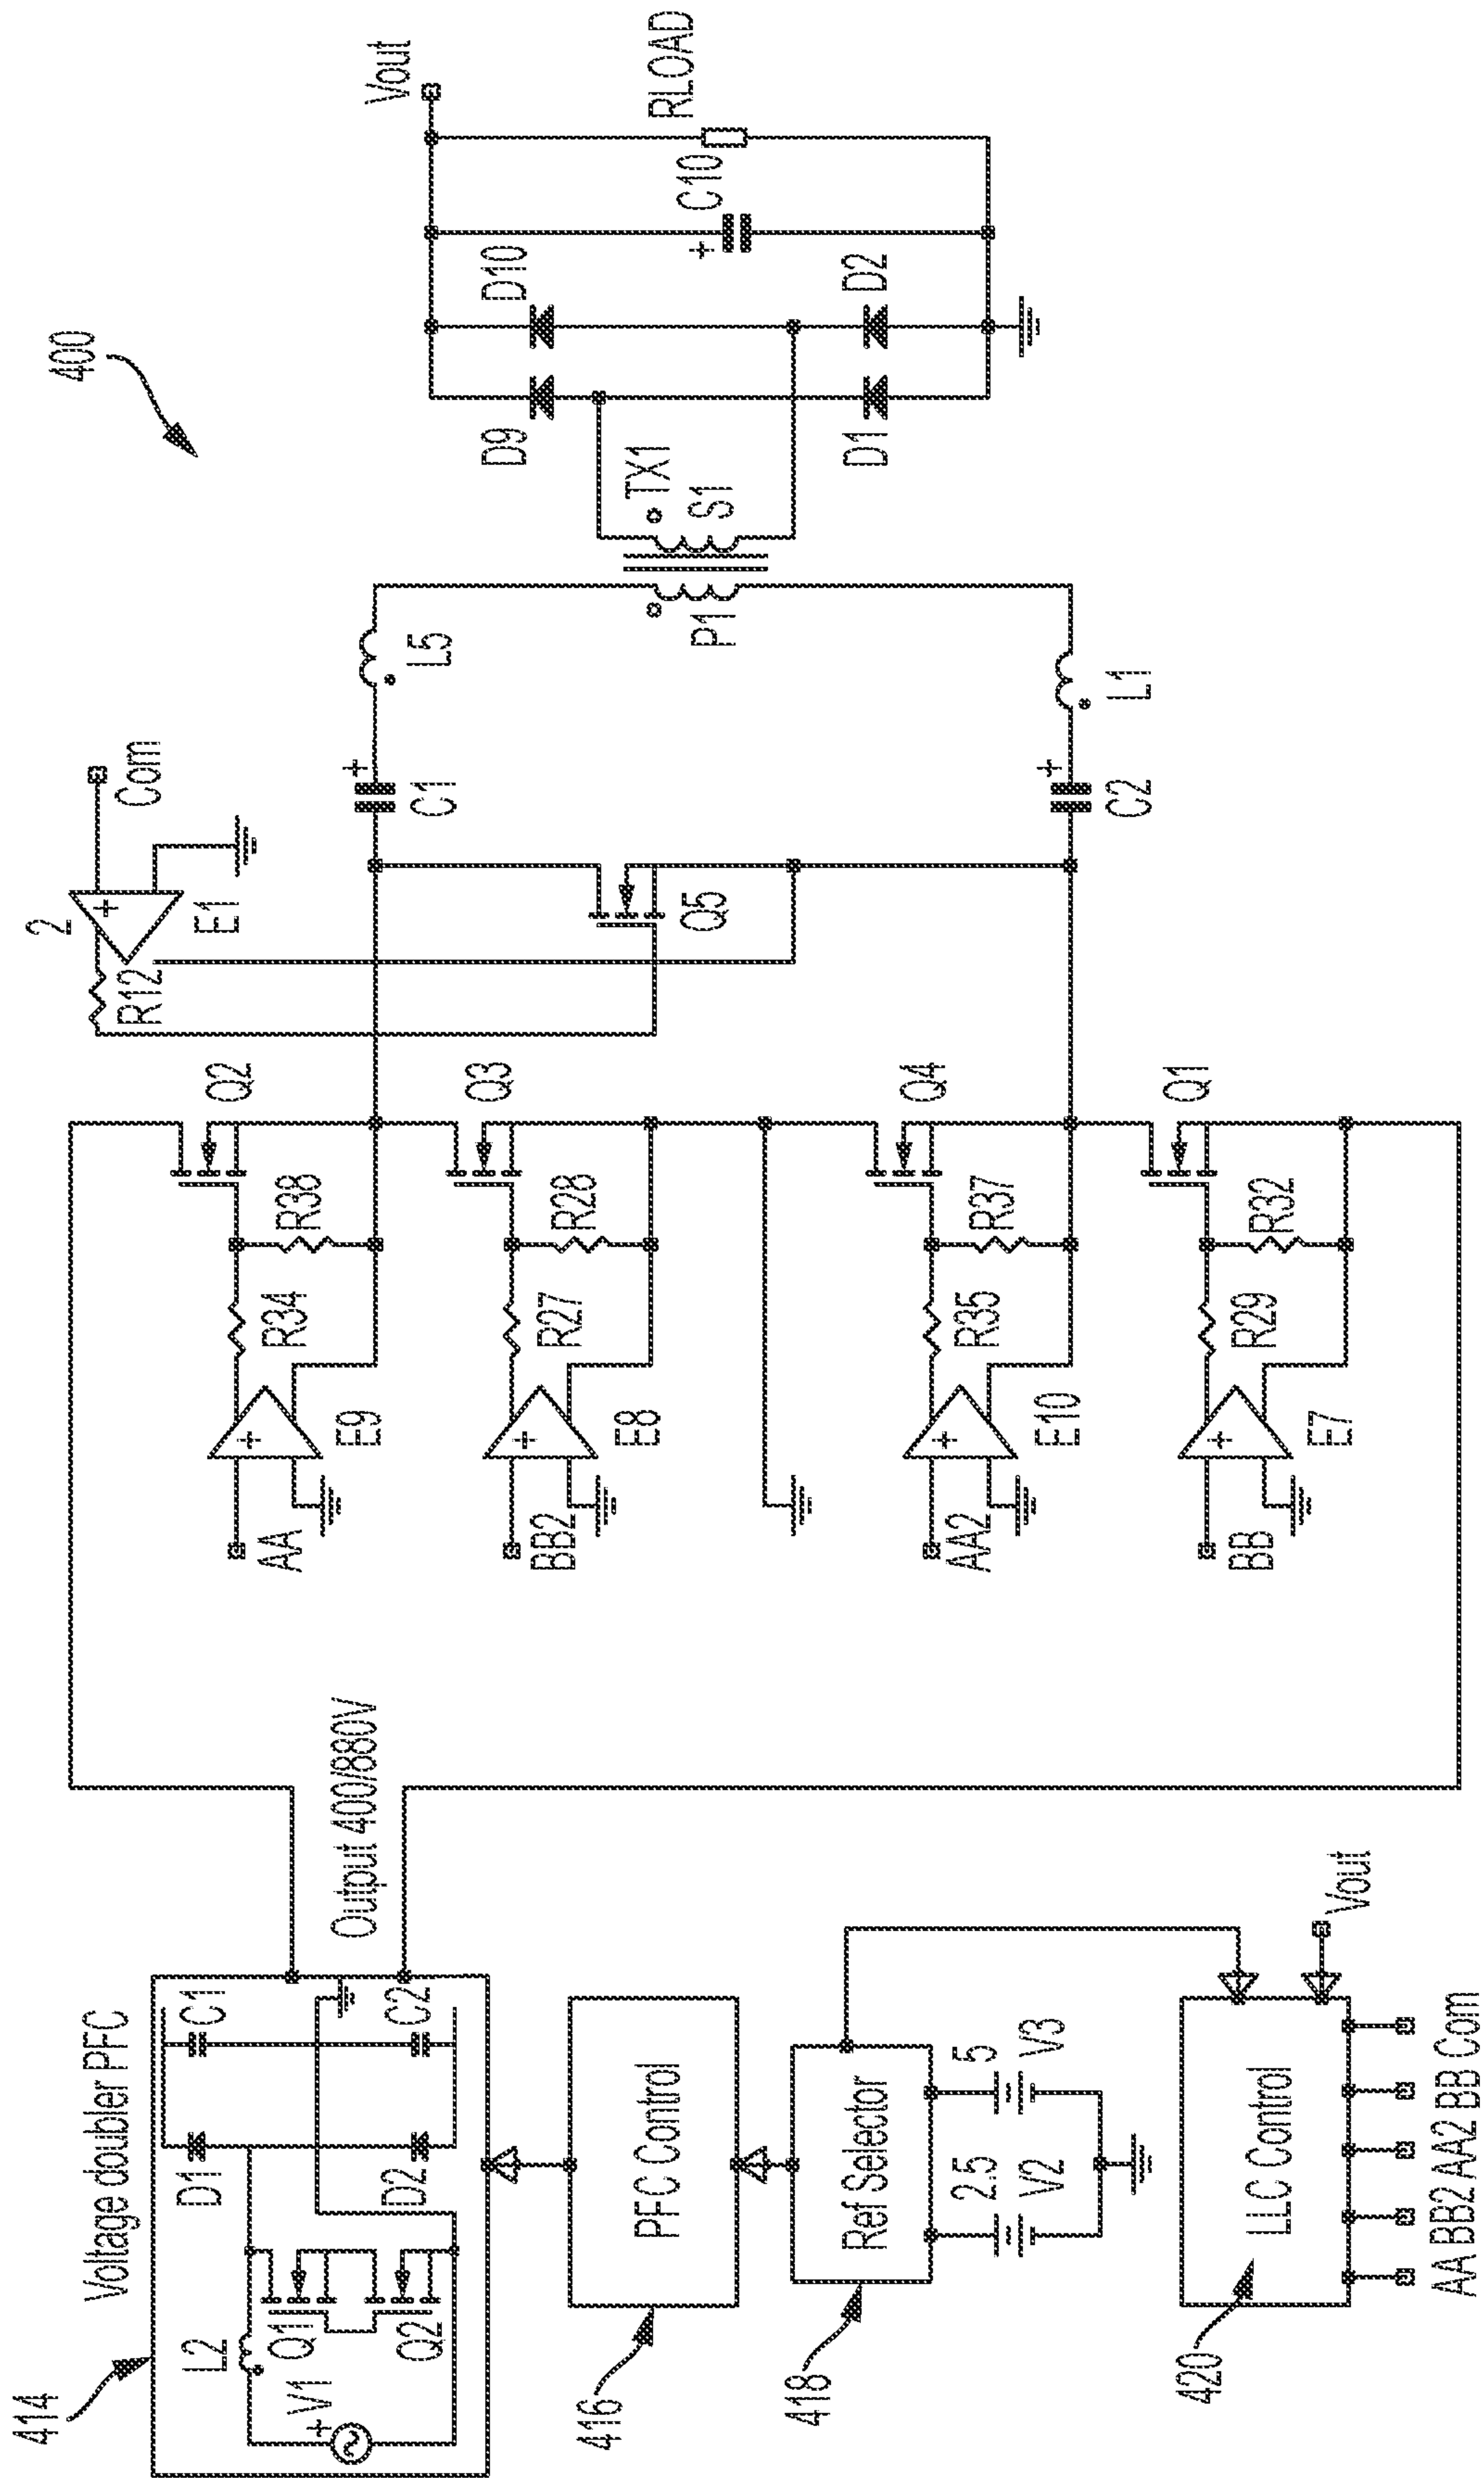 400
414
Voltage doubler PFC
V1
+
L2
Q1
Q2
D1
D2
C1
C2
Output 400/880V
416
PFC Control
418
Ref Selector
2.5
V2
5
V3
420
LLC Control
Vout
AA BB2 AA2 BB Com
AA
+
E9
R34
R38
Q2
BB2
+
E8
R27
R28
Q3
AA2
+
E10
R35
R37
Q4
BB
+
E7
R29
R32
Q1
R12
2
+
E1
Com
Q5
+
C1
L5
+
C2
L1
P1
TX1
S1
D9
D10
D1
D2
+
C10
RLOAD
Vout